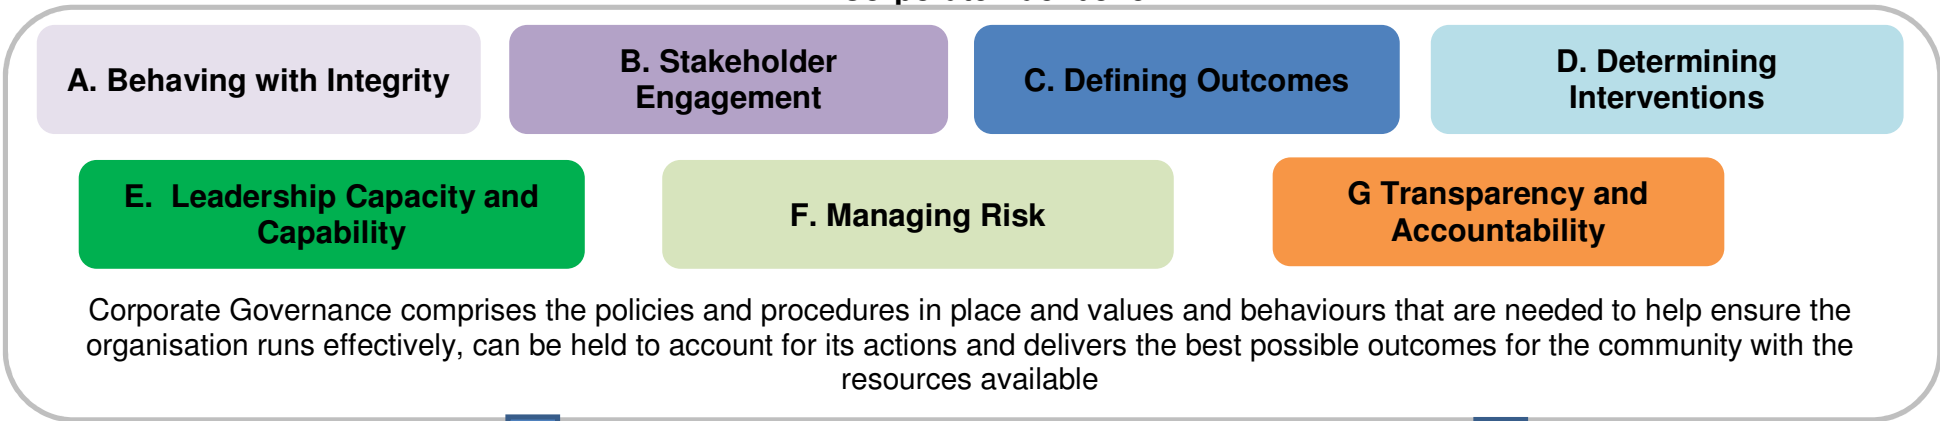 A. Behaving with Integrity
B. Stakeholder
Engagement
C. Defining Outcomes
D. Determining
Interventions
E. Leadership Capacity and
Capability
F. Managing Risk
G Transparency and
Accountability
Corporate Governance comprises the policies and procedures in place and values and behaviours that are needed to help ensure the
organisation runs effectively, can be held to account for its actions and delivers the best possible outcomes for the community with the
resources available